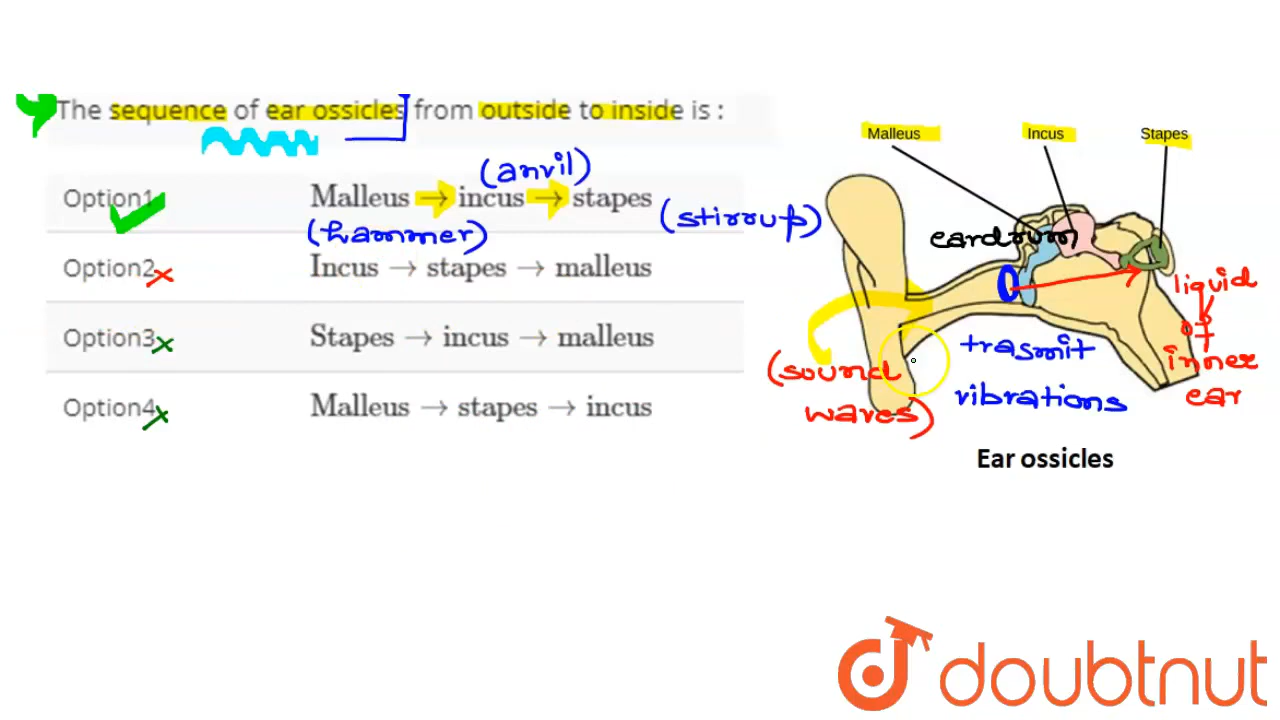 The sequence of ear ossicles from outside to inside is :
(anvil)
Option1 Malleus → incus → stapes
(stirrup)
(hammer)
Option2 Incus → stapes → malleus
Option3 Stapes → incus → malleus
Option4 Malleus → stapes → incus
Malleus Incus Stapes
eardrum
liquid
of
inner
ear
trasmit
vibrations
(sound
waves)
Ear ossicles
doubtnut